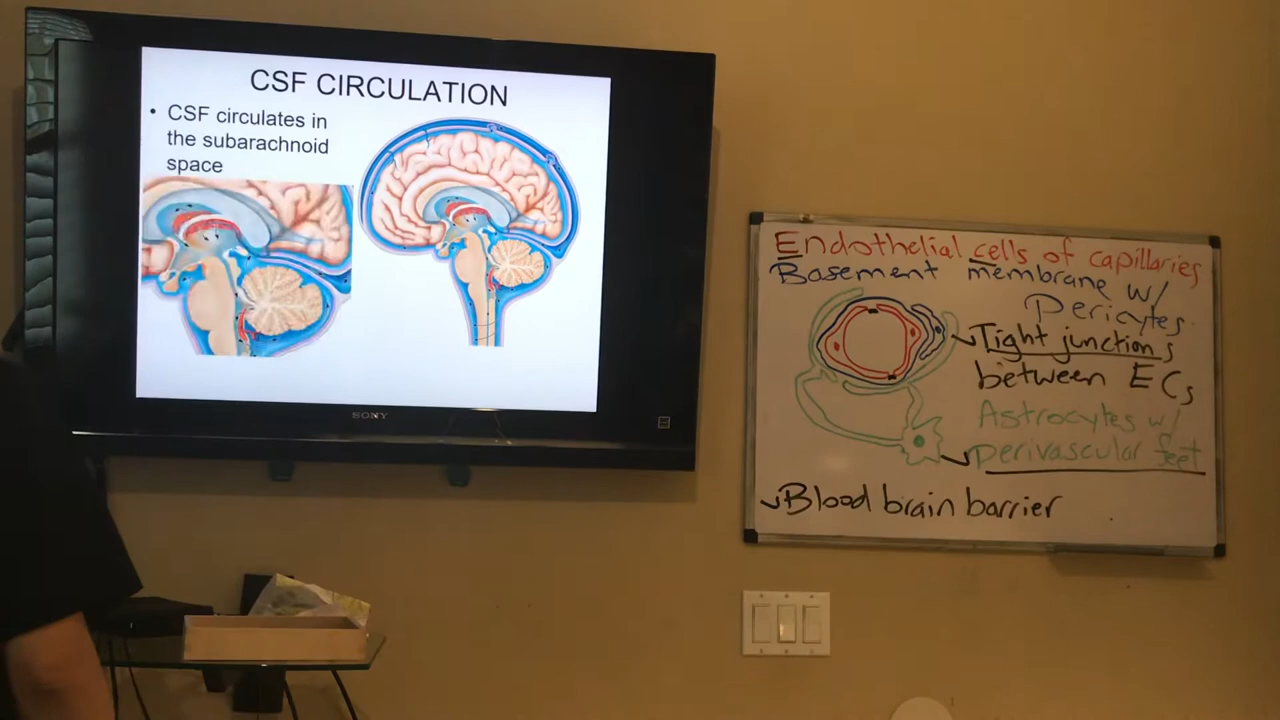 CSF CIRCULATION
• CSF circulates in
the subarachnoid
space
SONY
Endothelial cells of capillaries
Basement membrane w/
Pericytes
Tight junctions
between ECs
Astrocytes w/
perivascular feet
Blood brain barrier